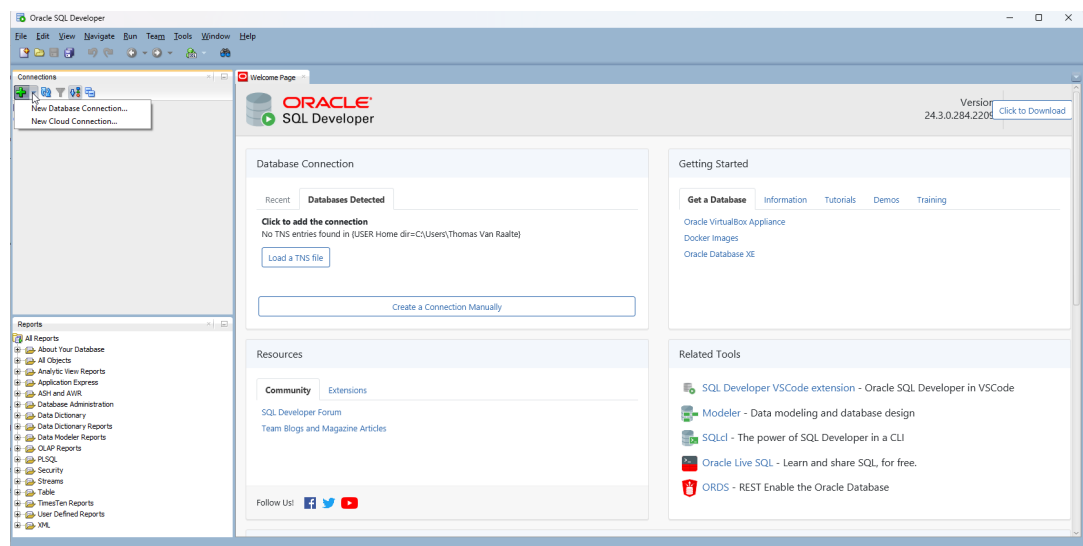 Oracle SQL Developer
File Edit View Navigate Run Team Tools Window Help
Connections
New Database Connection...
New Cloud Connection...
Welcome Page
ORACLE
SQL Developer
Version
24.3.0.284.2209
Click to Download
Database Connection
Recent Databases Detected
Click to add the connection
No TNS entries found in {USER Home dir=C:\Users\Thomas Van Raalte}
Load a TNS file
Create a Connection Manually
Getting Started
Get a Database Information Tutorials Demos Training
Oracle VirtualBox Appliance
Docker Images
Oracle Database XE
Reports
All Reports
About Your Database
All Objects
Analytic View Reports
Application Express
ASH and AWR
Database Administration
Data Dictionary
Data Dictionary Reports
Data Modeler Reports
OLAP Reports
PLSQL
Security
Streams
Table
TimesTen Reports
User Defined Reports
XML
Resources
Community Extensions
SQL Developer Forum
Team Blogs and Magazine Articles
Follow Us!
Related Tools
SQL Developer VSCode extension - Oracle SQL Developer in VSCode
Modeler - Data modeling and database design
SQLcl - The power of SQL Developer in a CLI
Oracle Live SQL - Learn and share SQL, for free.
ORDS - REST Enable the Oracle Database